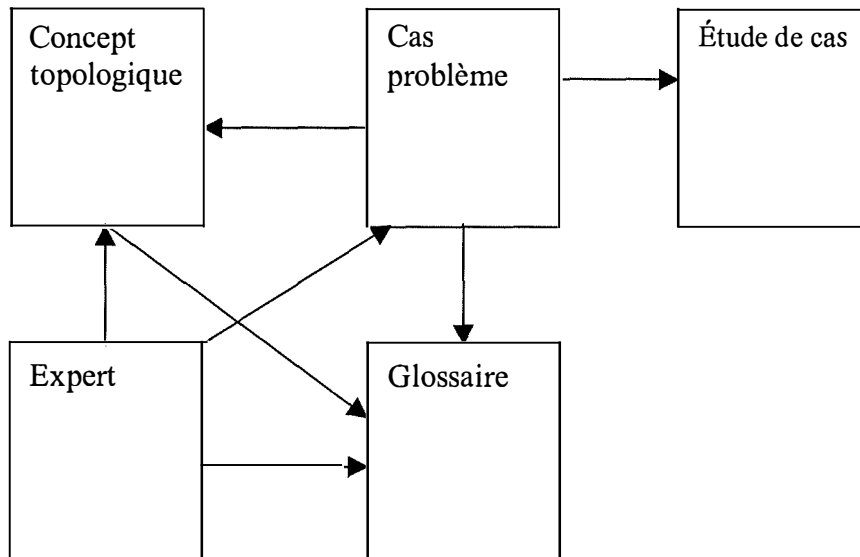 Concept
topologique
Cas
problème
Étude de cas
Expert
Glossaire